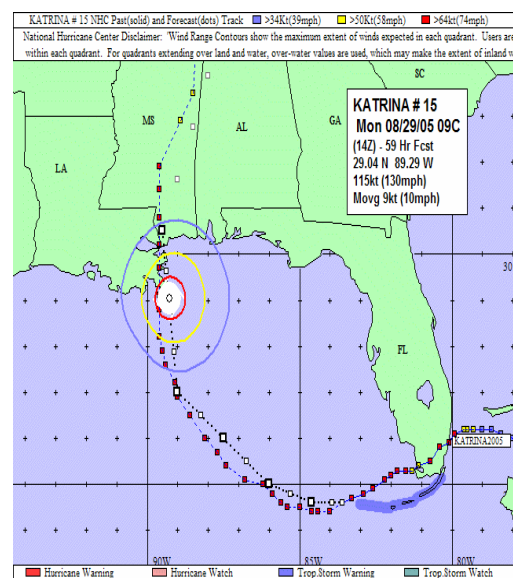 KATRINA # 15 NHC Past(solid) and Forecast(dots) Track >34Kt(39mph) >50Kt(58mph) >64kt(74mph)
National Hurricane Center Disclaimer: 'Wind Range Contours show the maximum extent of winds expected in each quadrant. Users are
within each quadrant. For quadrants extending over land and water, over-water values are used, which may make the extent of inland w
SC
KATRINA # 15
Mon 08/29/05 09C
(14Z) - 59 Hr Fcst
29.04 N 89.29 W
115kt (130mph)
Movg 9kt (10mph)
MS
AL
GA
LA
30
FL
KATRINA2005
90W
85W
80W
Hurricane Warning
Hurricane Watch
Trop.Storm Warning
Trop.Storm Watch